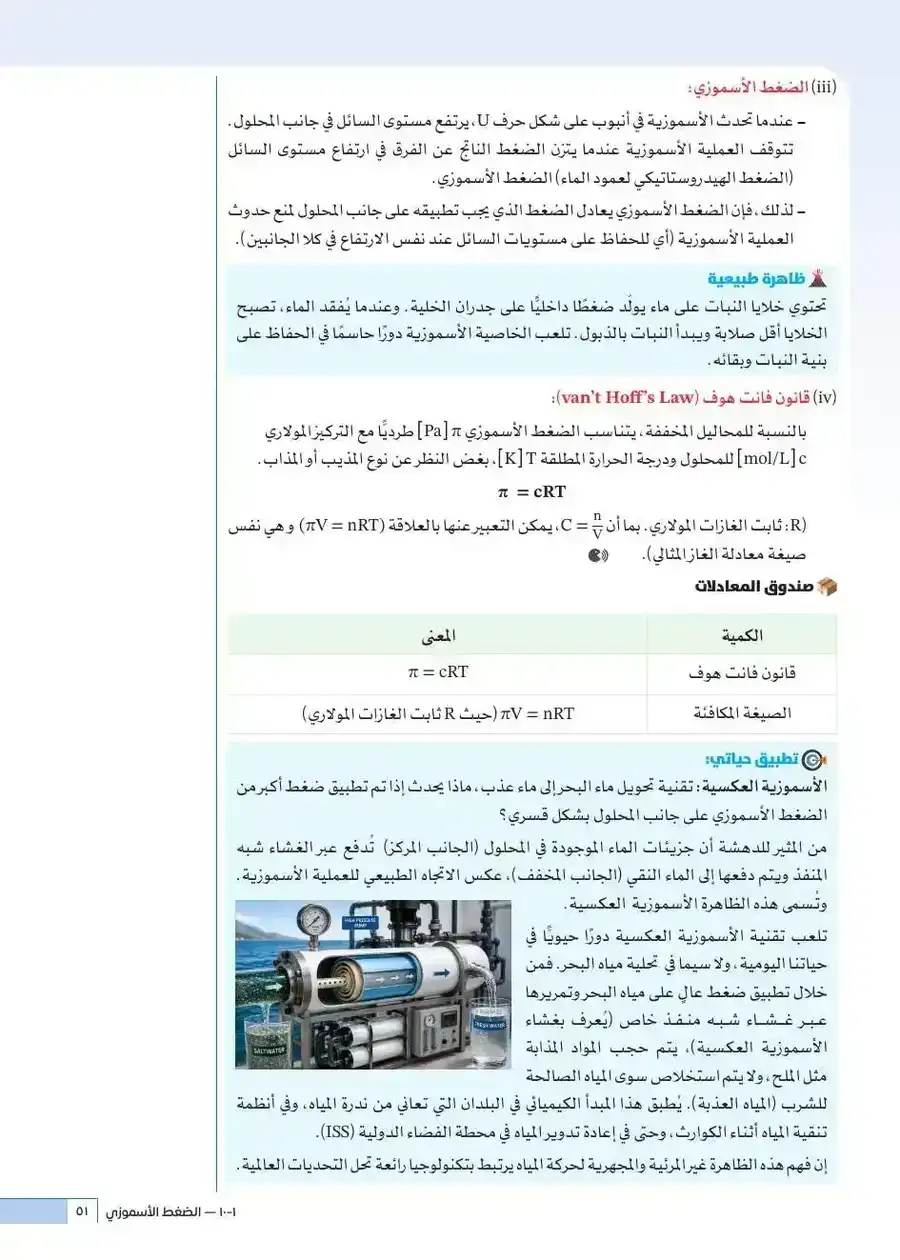 (iii) الضغط الأسموزي:
– عندما تحدث الأسموزية في أنبوب على شكل حرف U، يرتفع مستوى السائل في جانب المحلول.
تتوقف العملية الأسموزية عندما يتزن الضغط الناتج عن الفرق في ارتفاع مستوى السائل
(الضغط الهيدروستاتيكي لعمود الماء) الضغط الأسموزي.
– لذلك، فإن الضغط الأسموزي يعادل الضغط الذي يجب تطبيقه على جانب المحلول لمنع حدوث
العملية الأسموزية (أي للحفاظ على مستويات السائل عند نفس الارتفاع في كلا الجانبين).
ظاهرة طبيعية
تحتوي خلايا النبات على ماء يولّد ضغطًا داخليًّا على جدران الخلية. وعندما يُفقد الماء، تصبح
الخلايا أقل صلابة ويبدأ النبات بالذبول. تلعب الخاصية الأسموزية دورًا حاسمًا في الحفاظ على
بنية النبات وبقائه.
(iv) قانون فانت هوف (van't Hoff's Law):
بالنسبة للمحاليل المخففة، يتناسب الضغط الأسموزي π [Pa] طرديًّا مع التركيز المولاري
c [mol/L] للمحلول ودرجة الحرارة المطلقة T [K]، بغض النظر عن نوع المذيب أو المذاب.
π = cRT
(R: ثابت الغازات المولاري. بما أن C = n/V، يمكن التعبير عنها بالعلاقة (πV = nRT) وهي نفس
صيغة معادلة الغاز المثالي).
صندوق المعادلات
الكمية المعنى
قانون فانت هوف π = cRT
الصيغة المكافئة πV = nRT (حيث R ثابت الغازات المولاري)
تطبيق حياتي:
الأسموزية العكسية: تقنية تحويل ماء البحر إلى ماء عذب، ماذا يحدث إذا تم تطبيق ضغط أكبر من
الضغط الأسموزي على جانب المحلول بشكل قسري؟
من المثير للدهشة أن جزيئات الماء الموجودة في المحلول (الجانب المركز) تُدفع عبر الغشاء شبه
المنفذ ويتم دفعها إلى الماء النقي (الجانب المخفف)، عكس الاتجاه الطبيعي للعملية الأسموزية.
وتُسمى هذه الظاهرة الأسموزية العكسية.
تلعب تقنية الأسموزية العكسية دورًا حيويًّا في
حياتنا اليومية، ولا سيما في تحلية مياه البحر. فمن
خلال تطبيق ضغط عالٍ على مياه البحر وتمريرها
عبر غشاء شبه منفذ خاص (يُعرف بغشاء
الأسموزية العكسية)، يتم حجب المواد المذابة
مثل الملح، ولا يتم استخلاص سوى المياه الصالحة
للشرب (المياه العذبة). يُطبق هذا المبدأ الكيميائي في البلدان التي تعاني من ندرة المياه، وفي أنظمة
تنقية المياه أثناء الكوارث، وحتى في إعادة تدوير المياه في محطة الفضاء الدولية (ISS).
إن فهم هذه الظاهرة غير المرئية والمجهرية لحركة المياه يرتبط بتكنولوجيا رائعة تحل التحديات العالمية.
HIGH PRESSURE
PUMP
SALTWATER
FRESH WATER
١-١٠ — الضغط الأسموزي ٥١